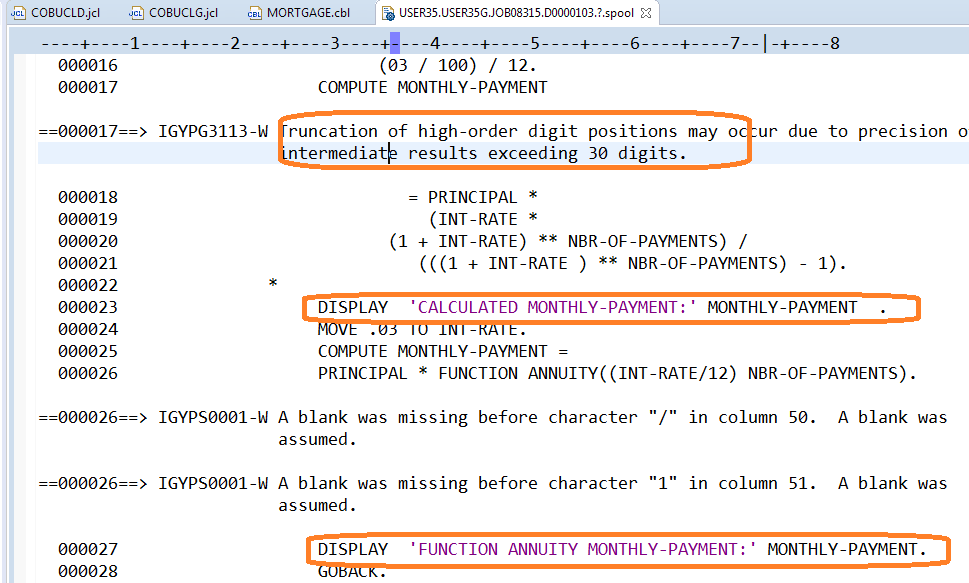 COBUCLD.jcl COBUCLG.jcl MORTGAGE.cbl USER35.USER35G.JOB08315.D0000103.?.spool
----+----1----+----2----+----3----+----4----+----5----+----6----+----7--|-+----8
000016 (03 / 100) / 12.
000017 COMPUTE MONTHLY-PAYMENT
==000017==> IGYPG3113-W Truncation of high-order digit positions may occur due to precision o
intermediate results exceeding 30 digits.
000018 = PRINCIPAL *
000019 (INT-RATE *
000020 (1 + INT-RATE) ** NBR-OF-PAYMENTS) /
000021 (((1 + INT-RATE ) ** NBR-OF-PAYMENTS) - 1).
000022 *
000023 DISPLAY 'CALCULATED MONTHLY-PAYMENT:' MONTHLY-PAYMENT .
000024 MOVE .03 TO INT-RATE.
000025 COMPUTE MONTHLY-PAYMENT =
000026 PRINCIPAL * FUNCTION ANNUITY((INT-RATE/12) NBR-OF-PAYMENTS).
==000026==> IGYPS0001-W A blank was missing before character "/" in column 50. A blank was
assumed.
==000026==> IGYPS0001-W A blank was missing before character "1" in column 51. A blank was
assumed.
000027 DISPLAY 'FUNCTION ANNUITY MONTHLY-PAYMENT:' MONTHLY-PAYMENT.
000028 GOBACK.